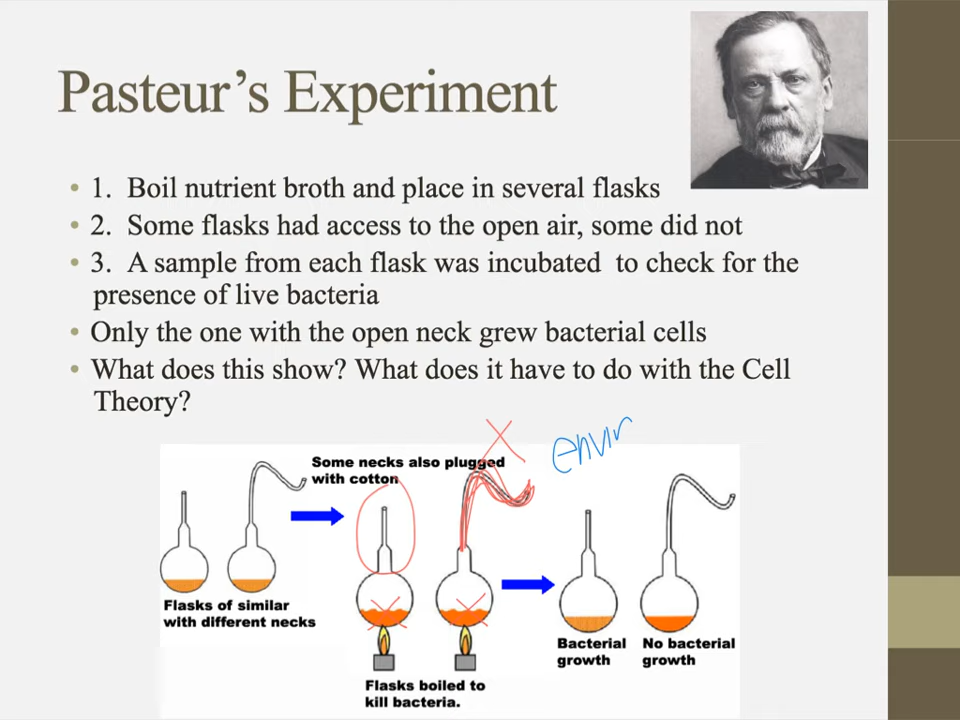 Pasteur's Experiment
• 1. Boil nutrient broth and place in several flasks
• 2. Some flasks had access to the open air, some did not
• 3. A sample from each flask was incubated to check for the
presence of live bacteria
• Only the one with the open neck grew bacterial cells
• What does this show? What does it have to do with the Cell
Theory?
envir
Some necks also plugged
with cotton
Flasks of similar
with different necks
Flasks boiled to
kill bacteria.
Bacterial
growth
No bacterial
growth